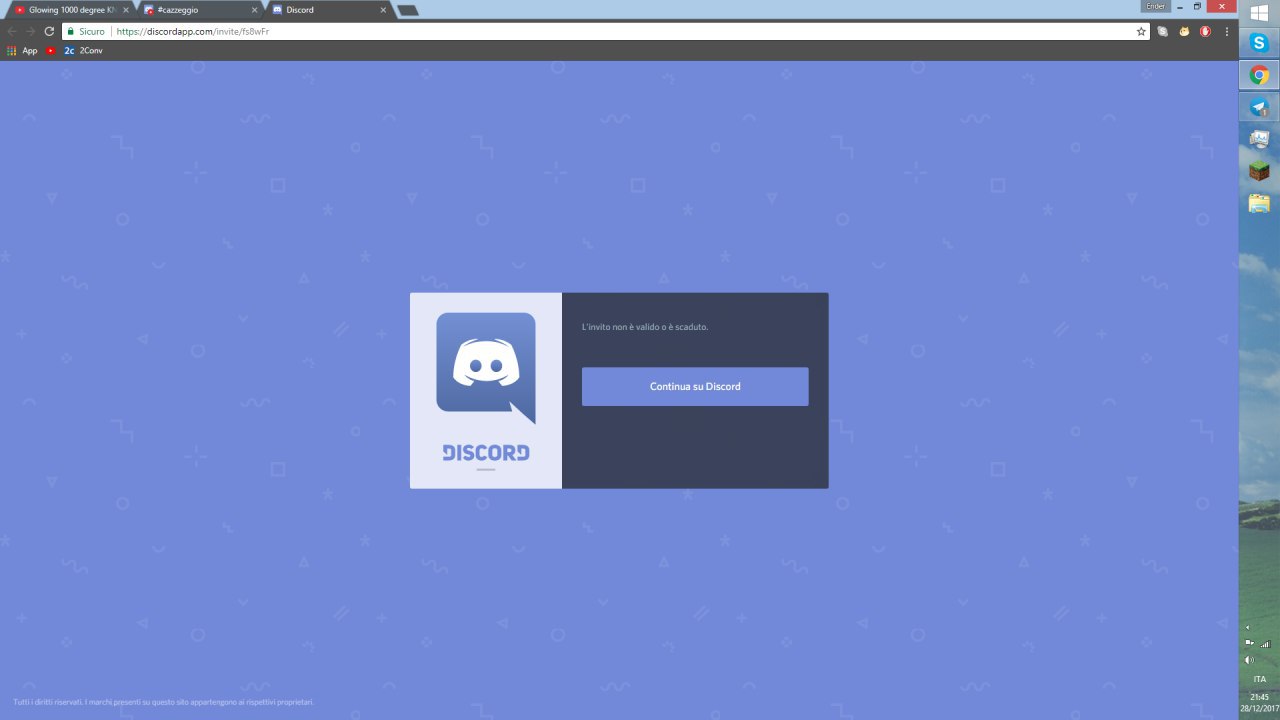 Glowing 1000 degree KN
#cazzeggio
Discord
Ender
Sicuro
https://discordapp.com/invite/fs8wFr
App
2c
2Conv
L'invito non è valido o è scaduto.
Continua su Discord
DISCORD
Tutti i diritti riservati. I marchi presenti su questo sito appartengono ai rispettivi proprietari.
ITA
21:45
28/12/2017